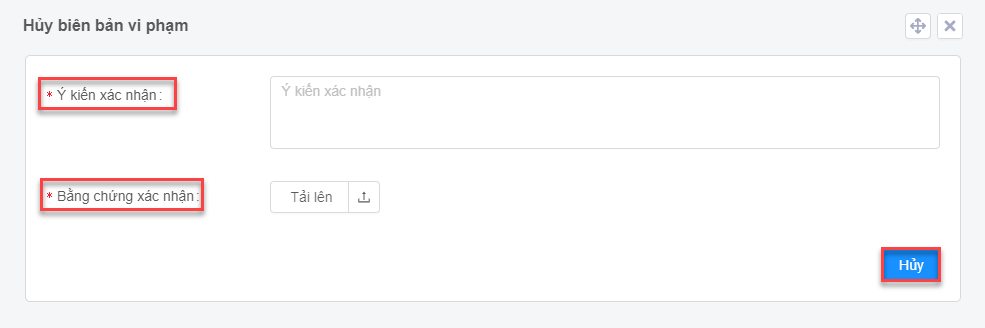 Hủy biên bản vi phạm
* Ý kiến xác nhận:
Ý kiến xác nhận
* Bằng chứng xác nhận:
Tải lên
Hủy